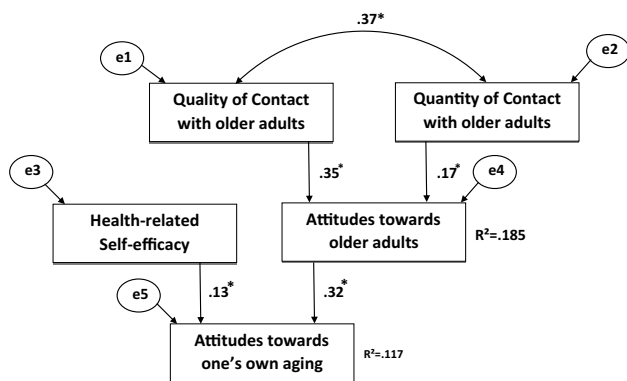 .37*
e1
e2
Quality of Contact
with older adults
Quantity of Contact
with older adults
e3
.35*
.17*
e4
Health-related
Self-efficacy
Attitudes towards
older adults
R²=.185
e5
.13*
.32*
Attitudes towards
one's own aging
R²=.117